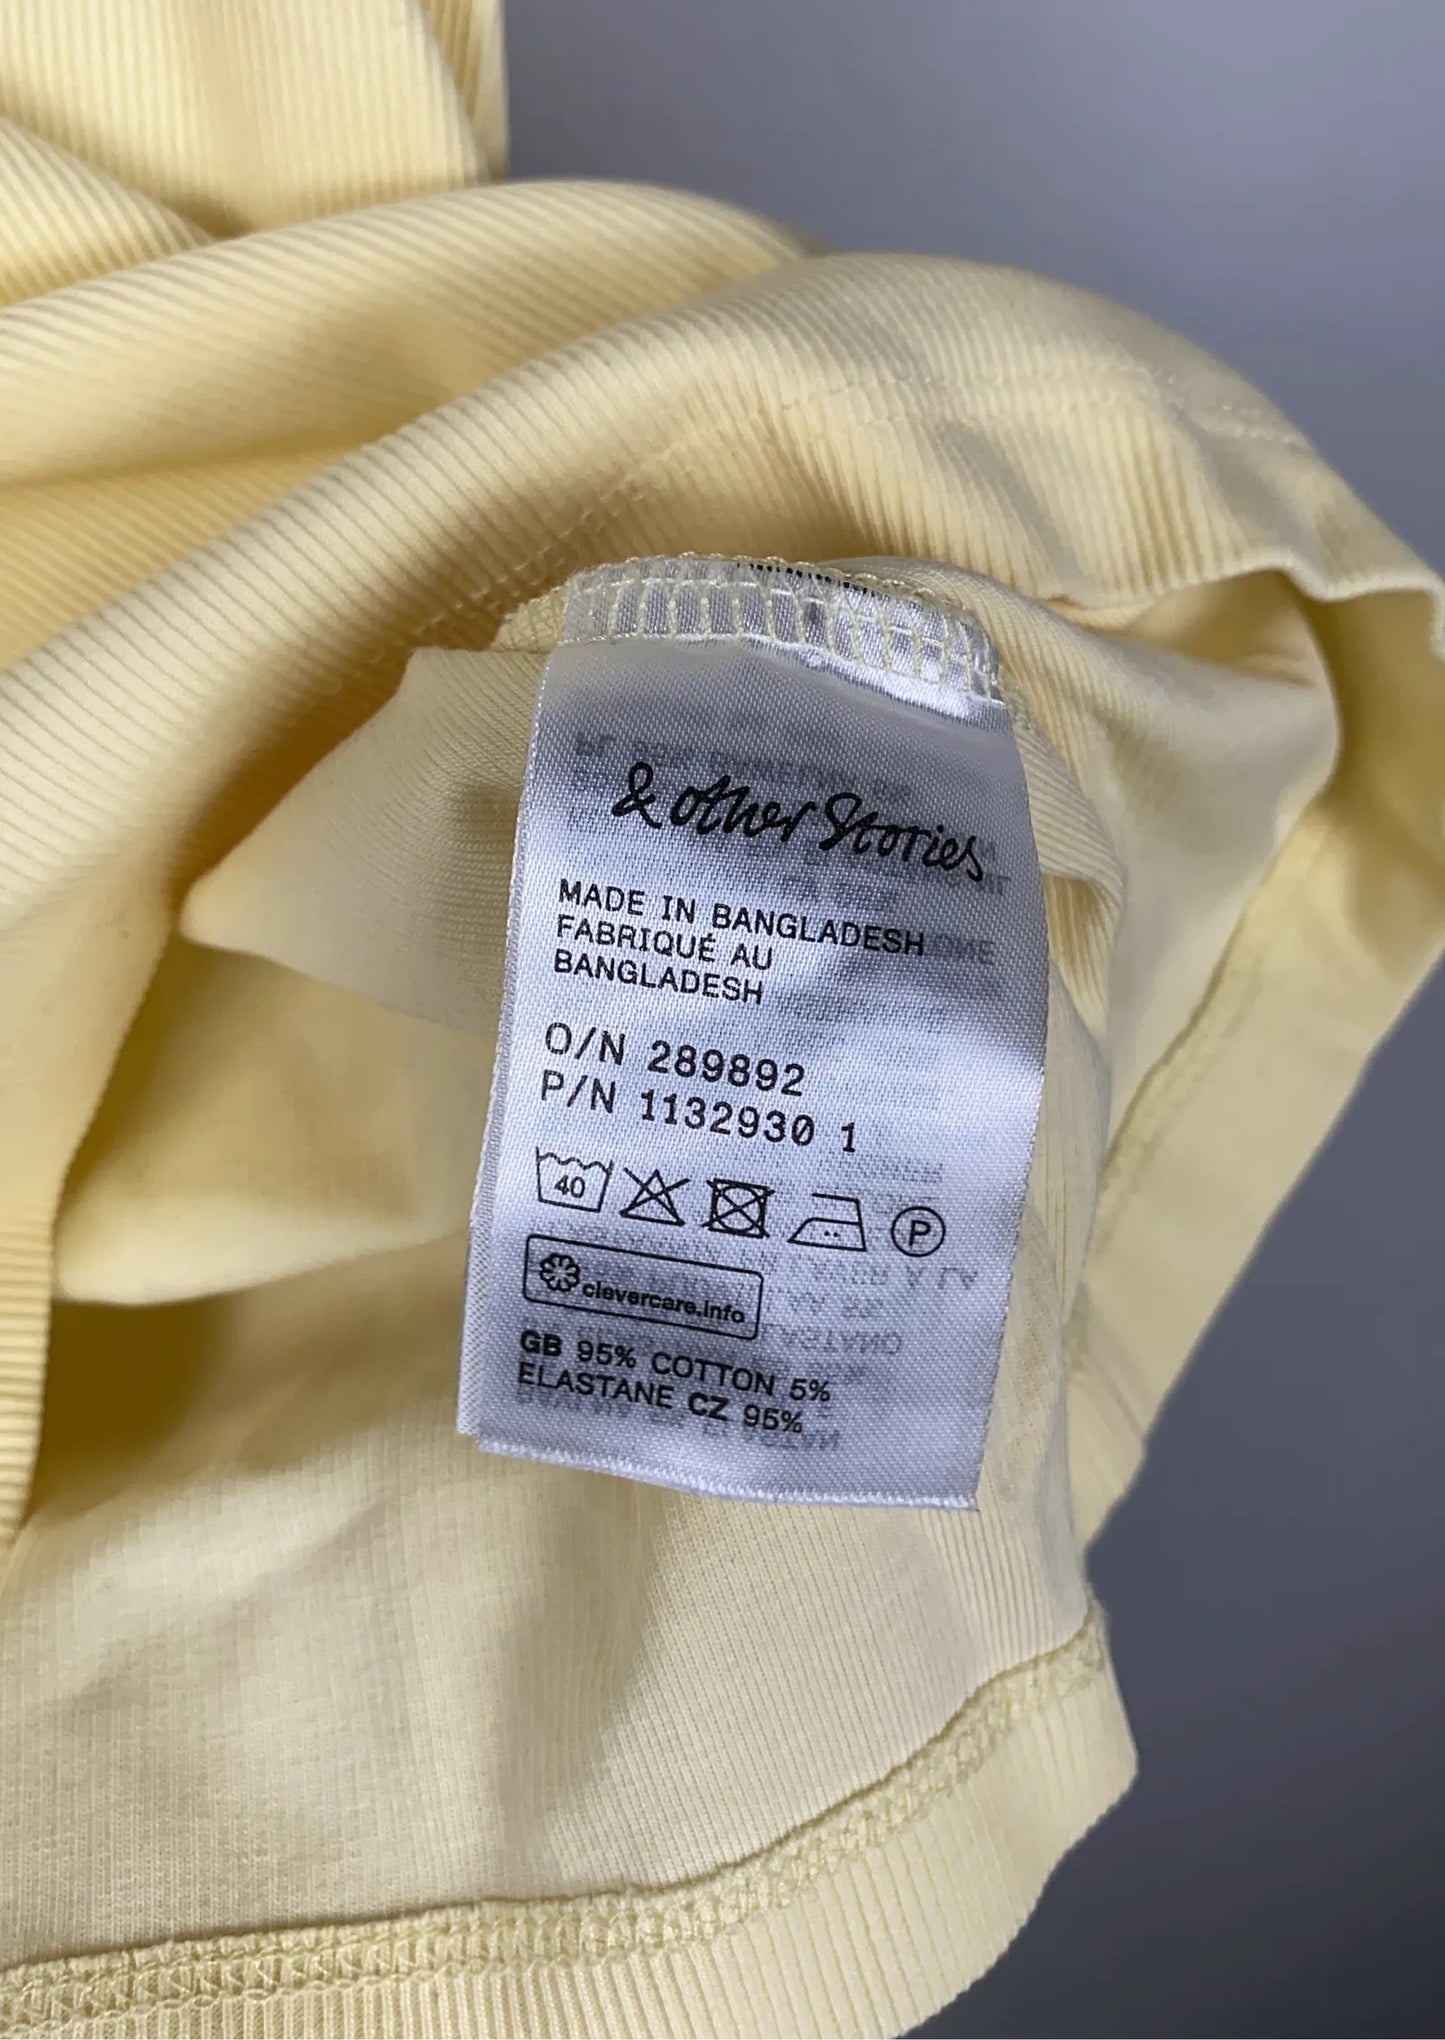 & other Stories
MADE IN BANGLADESH
FABRIQUÉ AU
BANGLADESH
O/N 289892
P/N 1132930 1
40
P
clevercare.info
GB 95% COTTON 5%
ELASTANE CZ 95%